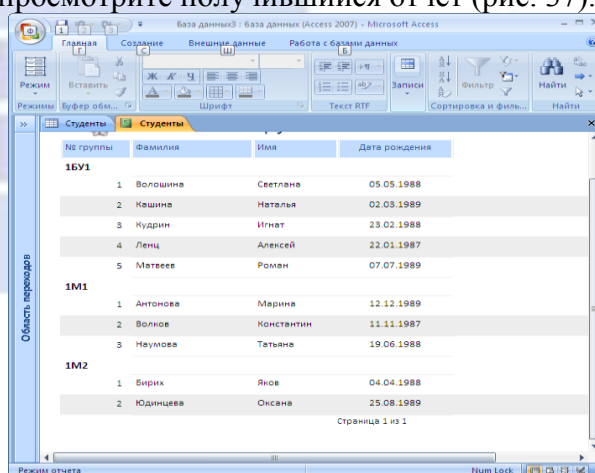 просмотрите получившийся отчет (рис. 37).
База данных3 : база данных (Access 2007) - Microsoft Access
1 2 3
Ф
Главная Создание Внешние данные Работа с базами данных
Г С Ш Б
Режим Вставить Ж К Ч Записи Фильтр Найти
Режимы Буфер обм... Шрифт Текст RTF Сортировка и филь... Найти
Студенты Студенты
№ группы Фамилия Имя Дата рождения
1БУ1
1 Волошина Светлана 05.05.1988
2 Кашина Наталья 02.03.1989
3 Кудрин Игнат 23.02.1988
4 Ленц Алексей 22.01.1987
5 Матвеев Роман 07.07.1989
1М1
1 Антонова Марина 12.12.1989
2 Волков Константин 11.11.1987
3 Наумова Татьяна 19.06.1988
1М2
1 Бирих Яков 04.04.1988
2 Юдинцева Оксана 25.08.1989
Страница 1 из 1
Область переходов
Режим отчета Num Lock